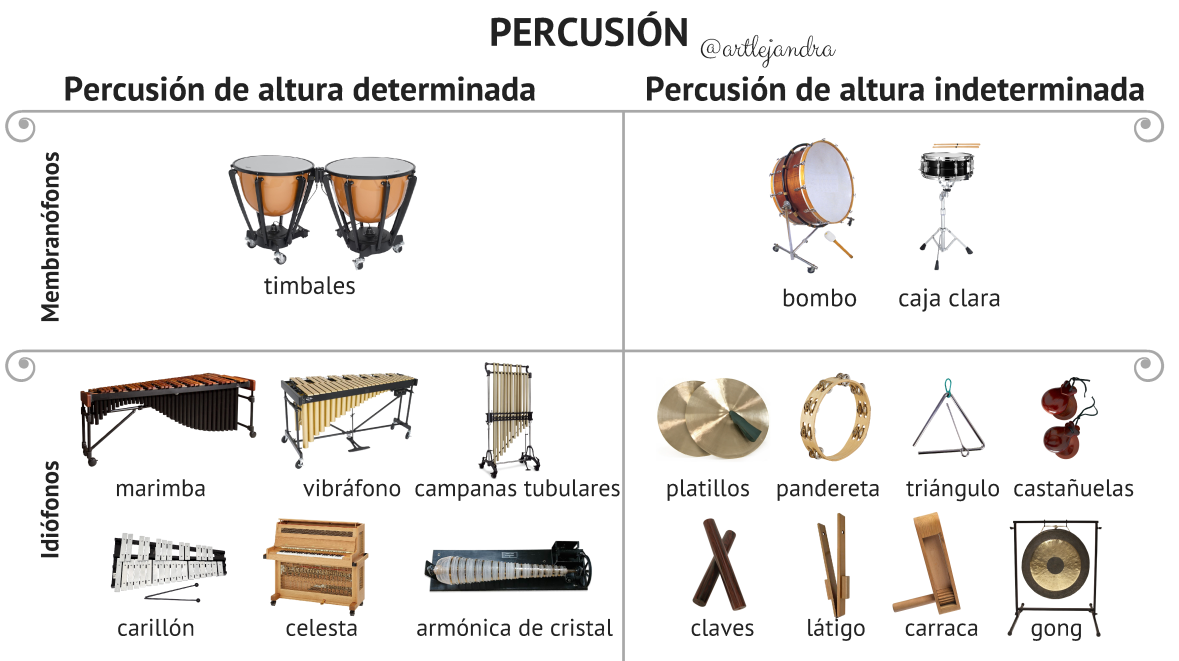 PERCUSIÓN
@artlejandra
Percusión de altura determinada
Percusión de altura indeterminada
Membranófonos
timbales
bombo
caja clara
Idiófonos
marimba
vibráfono
campanas tubulares
platillos
pandereta
triángulo
castañuelas
carillón
celesta
armónica de cristal
claves
látigo
carraca
gong